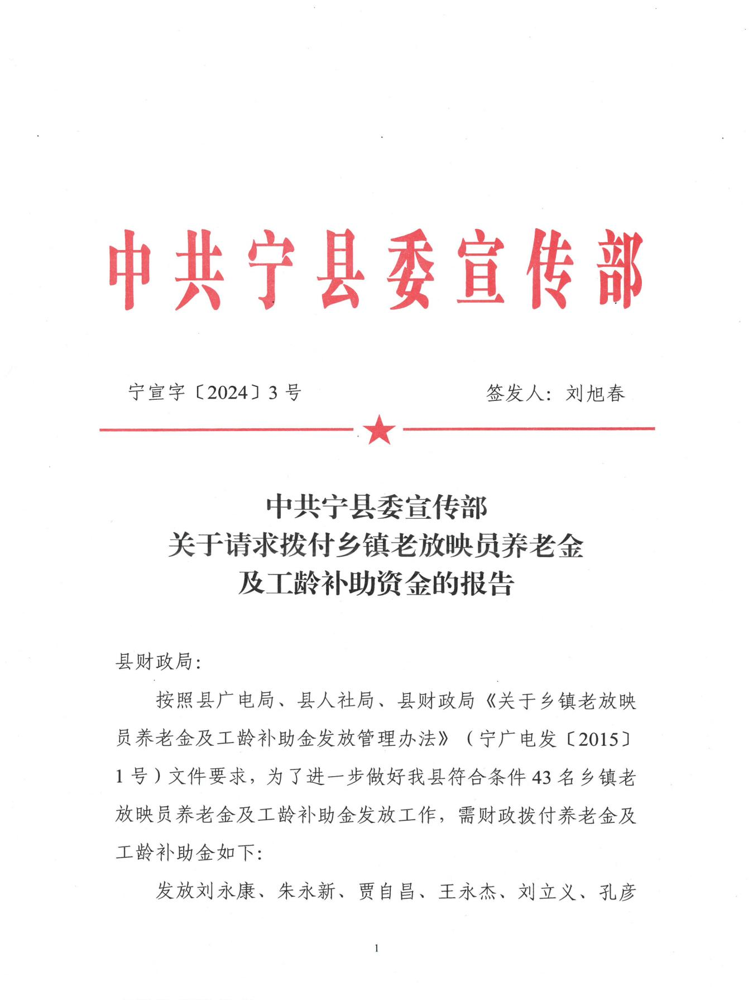 中共宁县委宣传部
宁宣字〔2024〕3 号 签发人：刘旭春
中共宁县委宣传部
关于请求拨付乡镇老放映员养老金
及工龄补助资金的报告
县财政局：
按照县广电局、县人社局、县财政局《关于乡镇老放映
员养老金及工龄补助金发放管理办法》（宁广电发〔2015〕
1 号）文件要求，为了进一步做好我县符合条件 43 名乡镇老
放映员养老金及工龄补助金发放工作，需财政拨付养老金及
工龄补助金如下：
发放刘永康、朱永新、贾自昌、王永杰、刘立义、孔彦
1